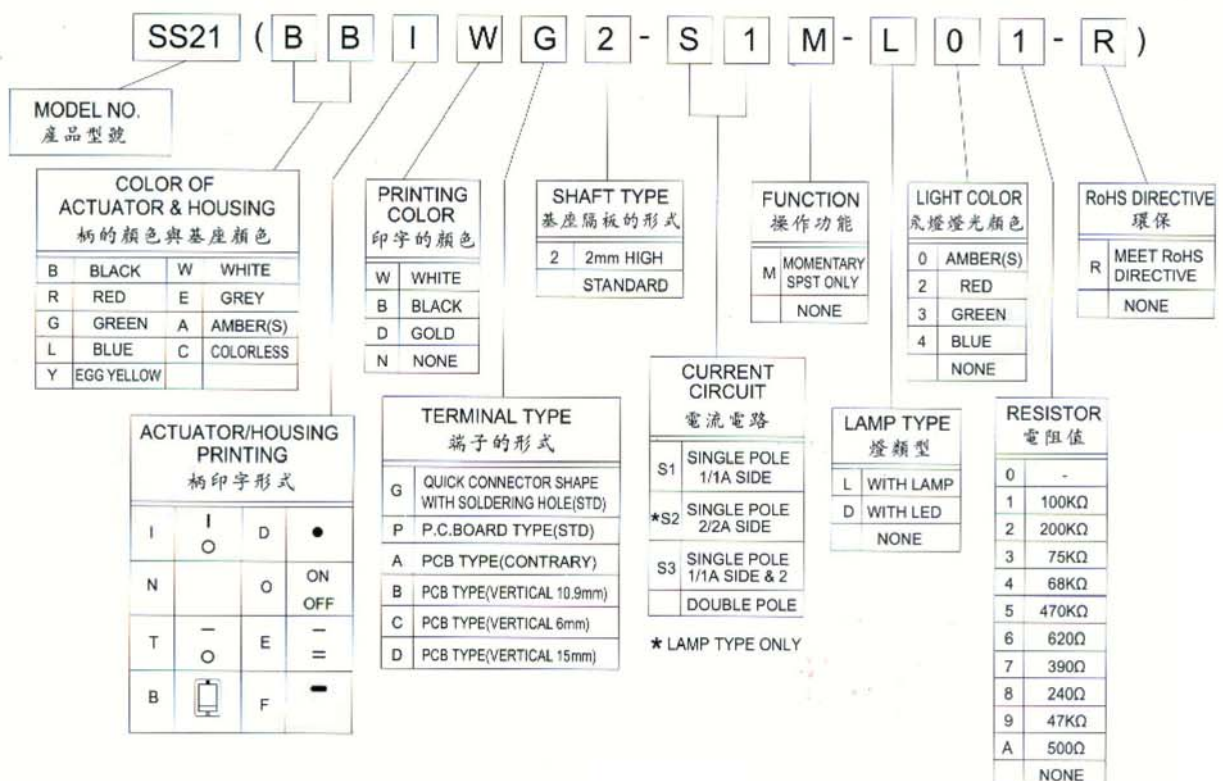 SS21 ( B B I W G 2 - S 1 M - L 0 1 - R )
MODEL NO.
產品型號
COLOR OF
ACTUATOR & HOUSING
柄的顏色與基座顏色
B BLACK W WHITE
R RED E GREY
G GREEN A AMBER(S)
L BLUE C COLORLESS
Y EGG YELLOW
PRINTING
COLOR
印字的顏色
W WHITE
B BLACK
D GOLD
N NONE
SHAFT TYPE
基座隔板的形式
2 2mm HIGH
STANDARD
FUNCTION
操作功能
M MOMENTARY
SPST ONLY
NONE
LIGHT COLOR
氖燈燈光顏色
0 AMBER(S)
2 RED
3 GREEN
4 BLUE
NONE
RoHS DIRECTIVE
環保
R MEET RoHS
DIRECTIVE
NONE
ACTUATOR/HOUSING
PRINTING
柄印字形式
I I
O
D ●
N
O ON
OFF
T —
O
E —
=
B
F -
TERMINAL TYPE
端子的形式
G QUICK CONNECTOR SHAPE
WITH SOLDERING HOLE(STD)
P P.C.BOARD TYPE(STD)
A PCB TYPE(CONTRARY)
B PCB TYPE(VERTICAL 10.9mm)
C PCB TYPE(VERTICAL 6mm)
D PCB TYPE(VERTICAL 15mm)
CURRENT
CIRCUIT
電流電路
S1 SINGLE POLE
1/1A SIDE
★S2 SINGLE POLE
2/2A SIDE
S3 SINGLE POLE
1/1A SIDE & 2
DOUBLE POLE
★ LAMP TYPE ONLY
LAMP TYPE
燈類型
L WITH LAMP
D WITH LED
NONE
RESISTOR
電阻值
0 -
1 100KΩ
2 200KΩ
3 75KΩ
4 68KΩ
5 470KΩ
6 620Ω
7 390Ω
8 240Ω
9 47KΩ
A 500Ω
NONE